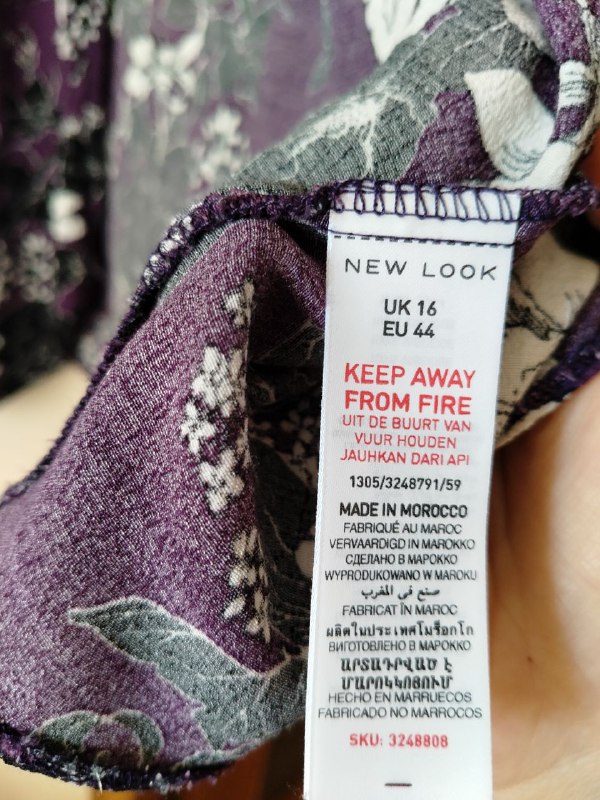 NEW LOOK
UK 16
EU 44
KEEP AWAY
FROM FIRE
UIT DE BUURT VAN
VUUR HOUDEN
JAUHKAN DARI API
1305/3248791/59
MADE IN MOROCCO
FABRIQUÉ AU MAROC
VERVAARDIGD IN MAROKKO
СДЕЛАНО В МАРОККО
WYPRODUKOWANO W MAROKU
صنع في المغرب
FABRICAT ÎN MAROC
ผลิตในประเทศโมร็อกโก
ВИГОТОВЛЕНО В МАРОККО
ԱՐՏԱԴՐՎԱԾ Է
ՄԱՐՈԿԿՈՅՈՒՄ
HECHO EN MARRUECOS
FABRICADO NO MARROCOS
SKU: 3248808